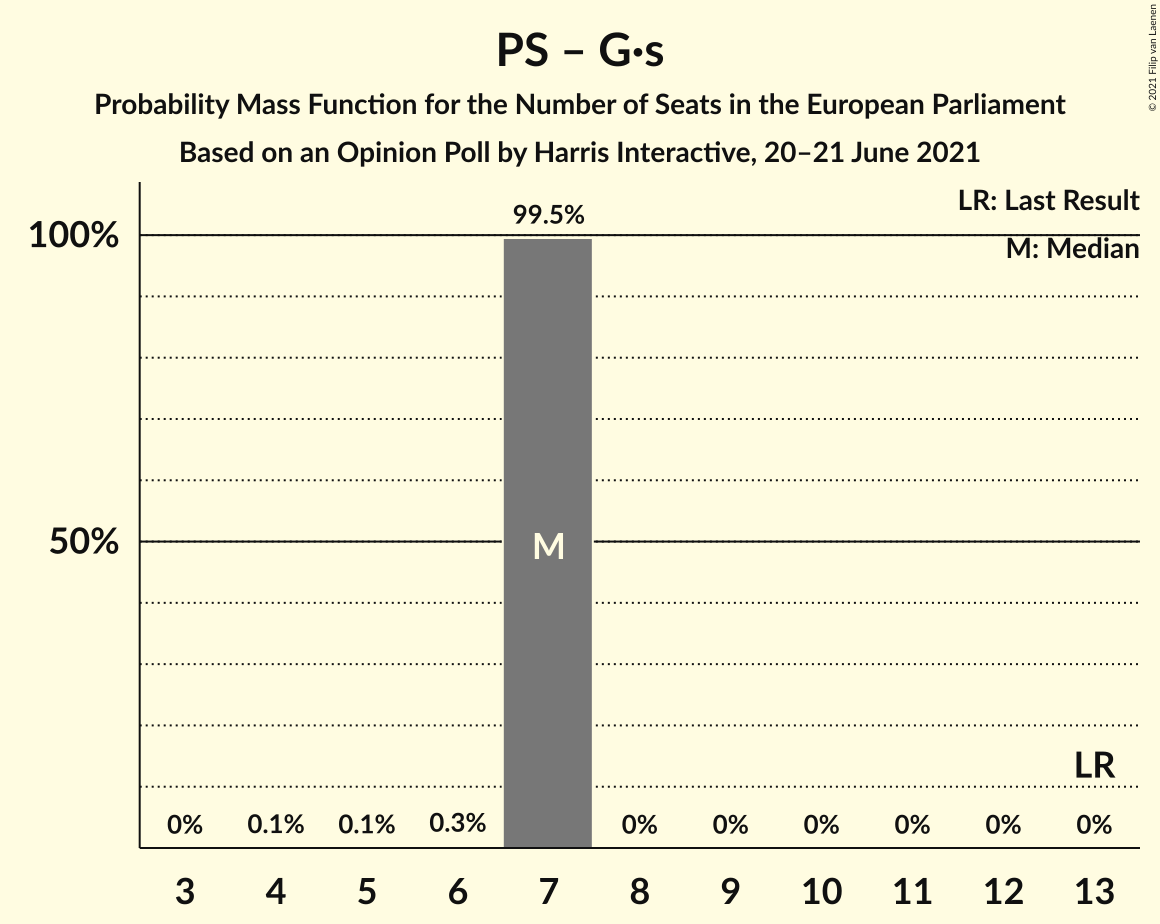 PS – G·s
Probability Mass Function for the Number of Seats in the European Parliament
Based on an Opinion Poll by Harris Interactive, 20–21 June 2021
© 2021 Filip van Laenen
LR: Last Result
M: Median
99.5%
100%
50%
M
LR
0% 0.1% 0.1% 0.3% 0% 0% 0% 0% 0% 0%
3 4 5 6 7 8 9 10 11 12 13